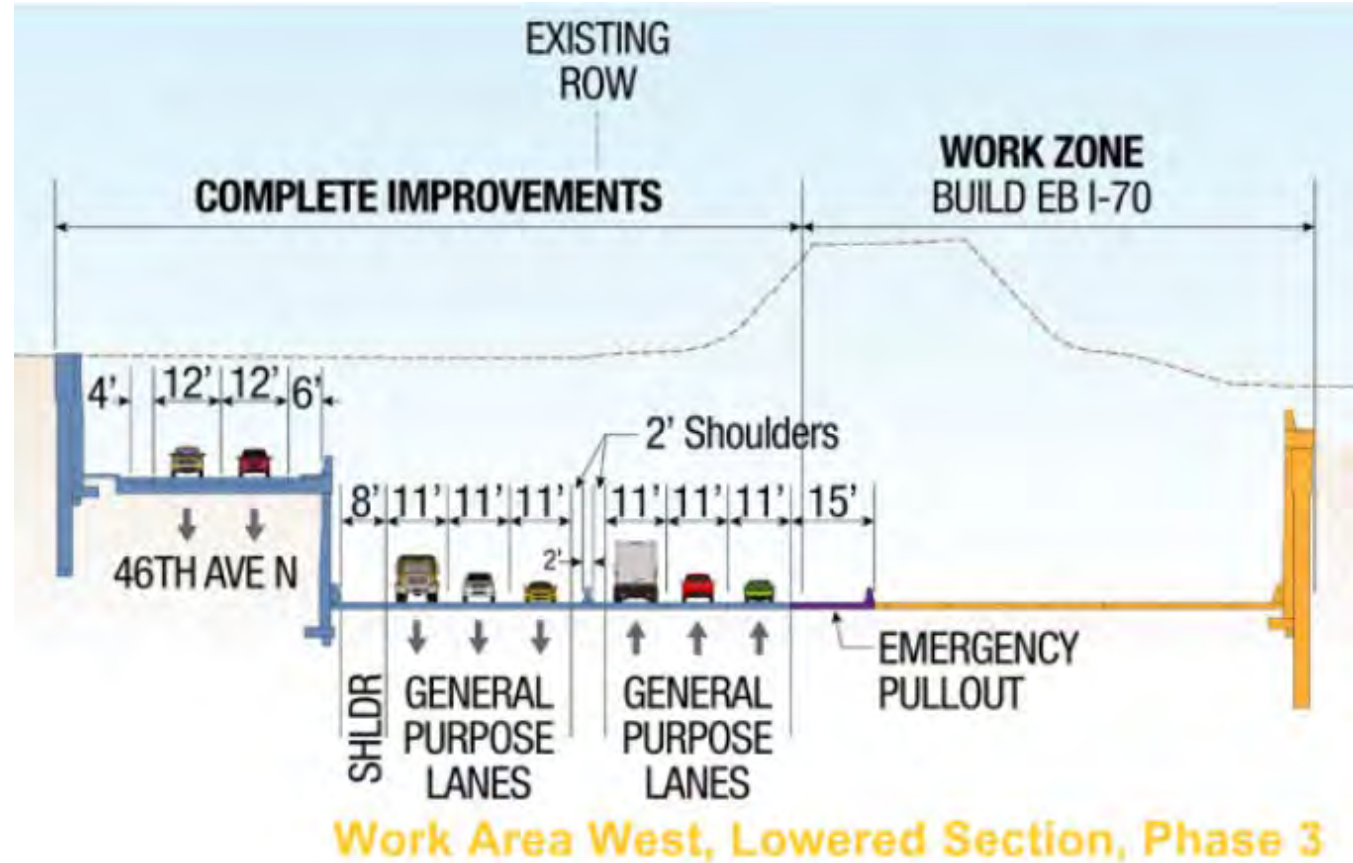 EXISTING
ROW
WORK ZONE
COMPLETE IMPROVEMENTS
BUILD EB I-70
4' 12' 12' 6'
2' Shoulders
8' 11' 11' 11' 11' 11' 11' 15'
2'
46TH AVE N
EMERGENCY
PULLOUT
SHLDR
GENERAL
PURPOSE
LANES
GENERAL
PURPOSE
LANES
Work Area West, Lowered Section, Phase 3